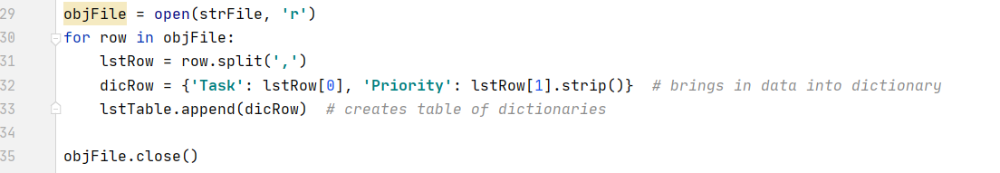 29 objFile = open(strFile, 'r')
30 for row in objFile:
31     lstRow = row.split(',')
32     dicRow = {'Task': lstRow[0], 'Priority': lstRow[1].strip()}  # brings in data into dictionary
33     lstTable.append(dicRow)  # creates table of dictionaries
34
35 objFile.close()